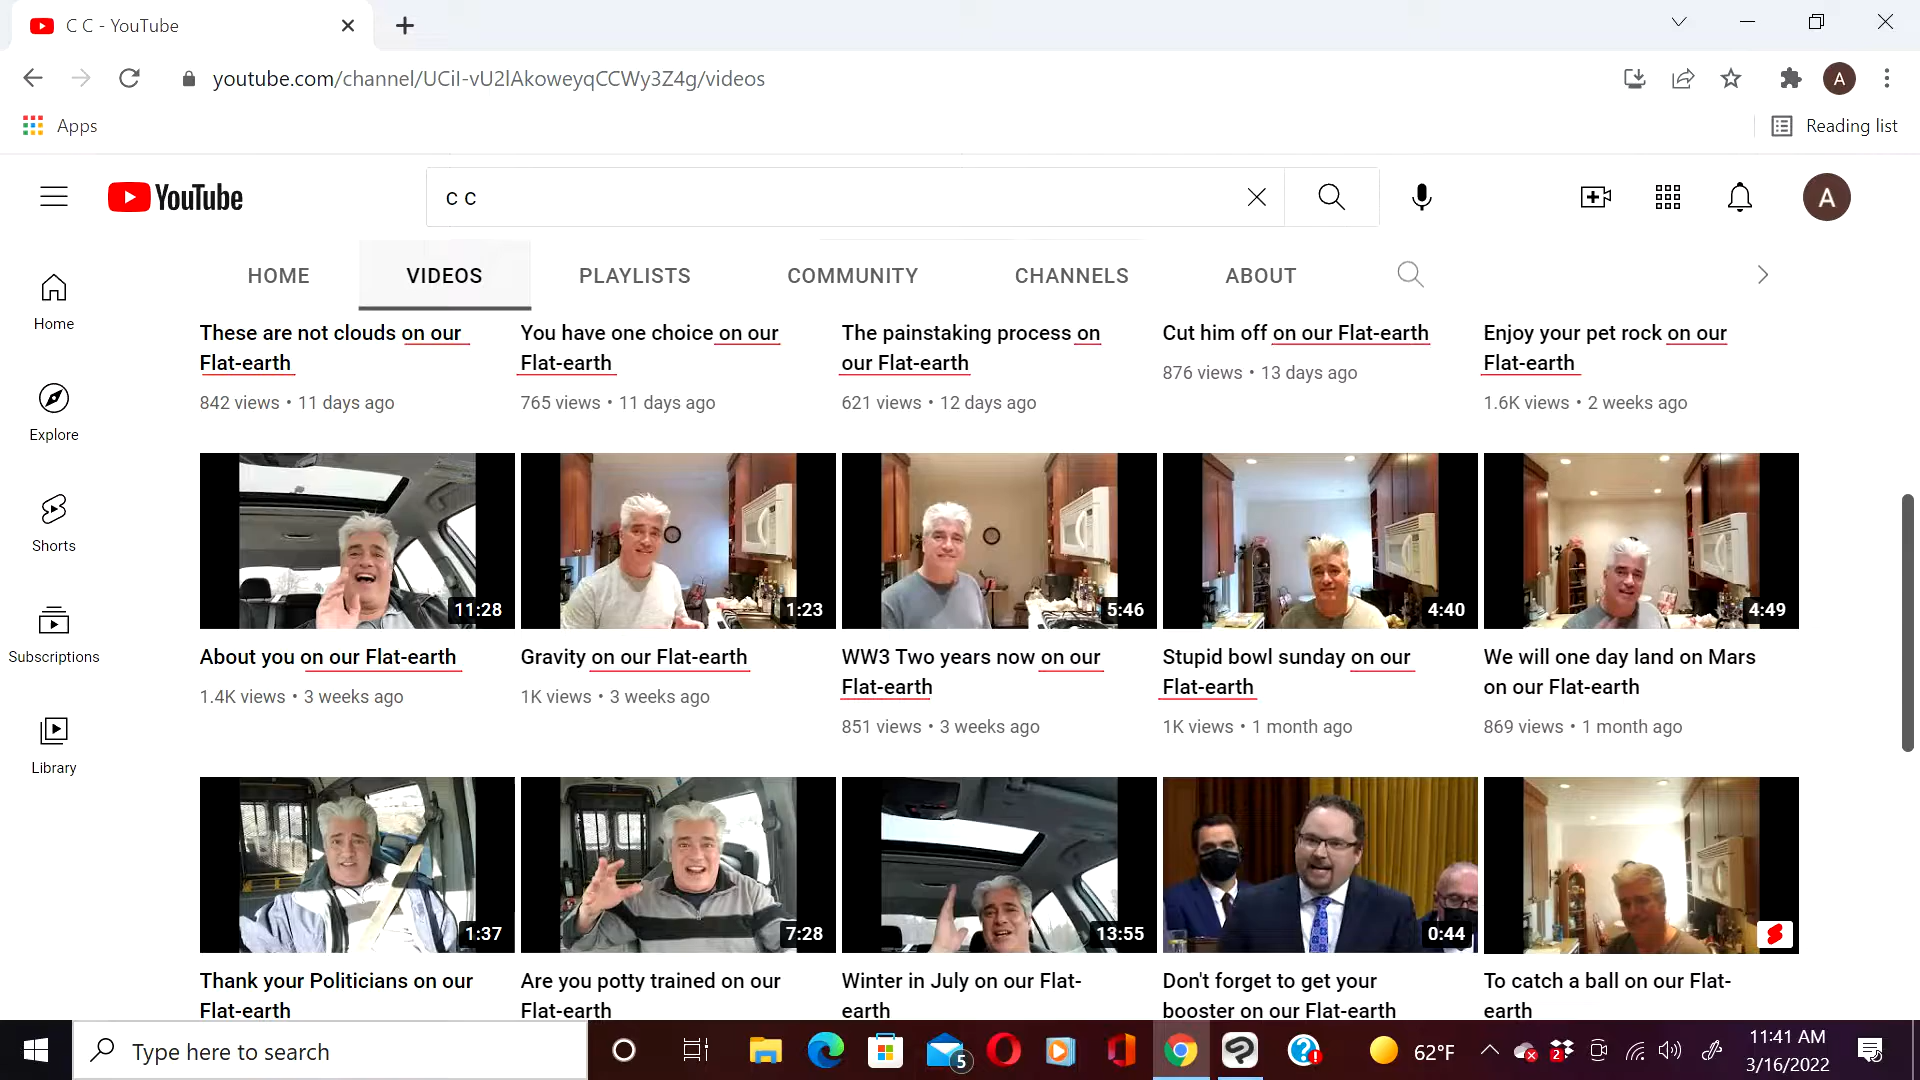 C C - YouTube
youtube.com/channel/UCiI-vU2lAkoweyqCCWy3Z4g/videos
A
Apps
Reading list
YouTube
C C
A
HOME
VIDEOS
PLAYLISTS
COMMUNITY
CHANNELS
ABOUT
Home
Explore
Shorts
Subscriptions
Library
These are not clouds on our
Flat-earth
842 views • 11 days ago
You have one choice on our
Flat-earth
765 views • 11 days ago
The painstaking process on
our Flat-earth
621 views • 12 days ago
Cut him off on our Flat-earth
876 views • 13 days ago
Enjoy your pet rock on our
Flat-earth
1.6K views • 2 weeks ago
11:28
About you on our Flat-earth
1.4K views • 3 weeks ago
1:23
Gravity on our Flat-earth
1K views • 3 weeks ago
5:46
WW3 Two years now on our
Flat-earth
851 views • 3 weeks ago
4:40
Stupid bowl sunday on our
Flat-earth
1K views • 1 month ago
4:49
We will one day land on Mars
on our Flat-earth
869 views • 1 month ago
1:37
Thank your Politicians on our
Flat-earth
7:28
Are you potty trained on our
Flat-earth
13:55
Winter in July on our Flat-
earth
0:44
Don't forget to get your
booster on our Flat-earth
To catch a ball on our Flat-
earth
Type here to search
5
62°F
2
11:41 AM
3/16/2022